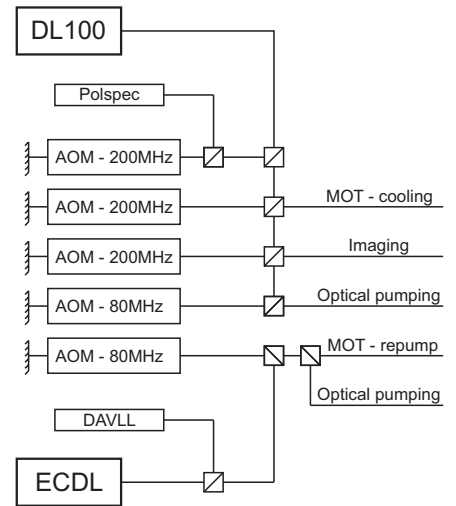 DL100
Polspec
AOM - 200MHz
AOM - 200MHz
MOT - cooling
AOM - 200MHz
Imaging
AOM - 80MHz
Optical pumping
AOM - 80MHz
MOT - repump
Optical pumping
DAVLL
ECDL